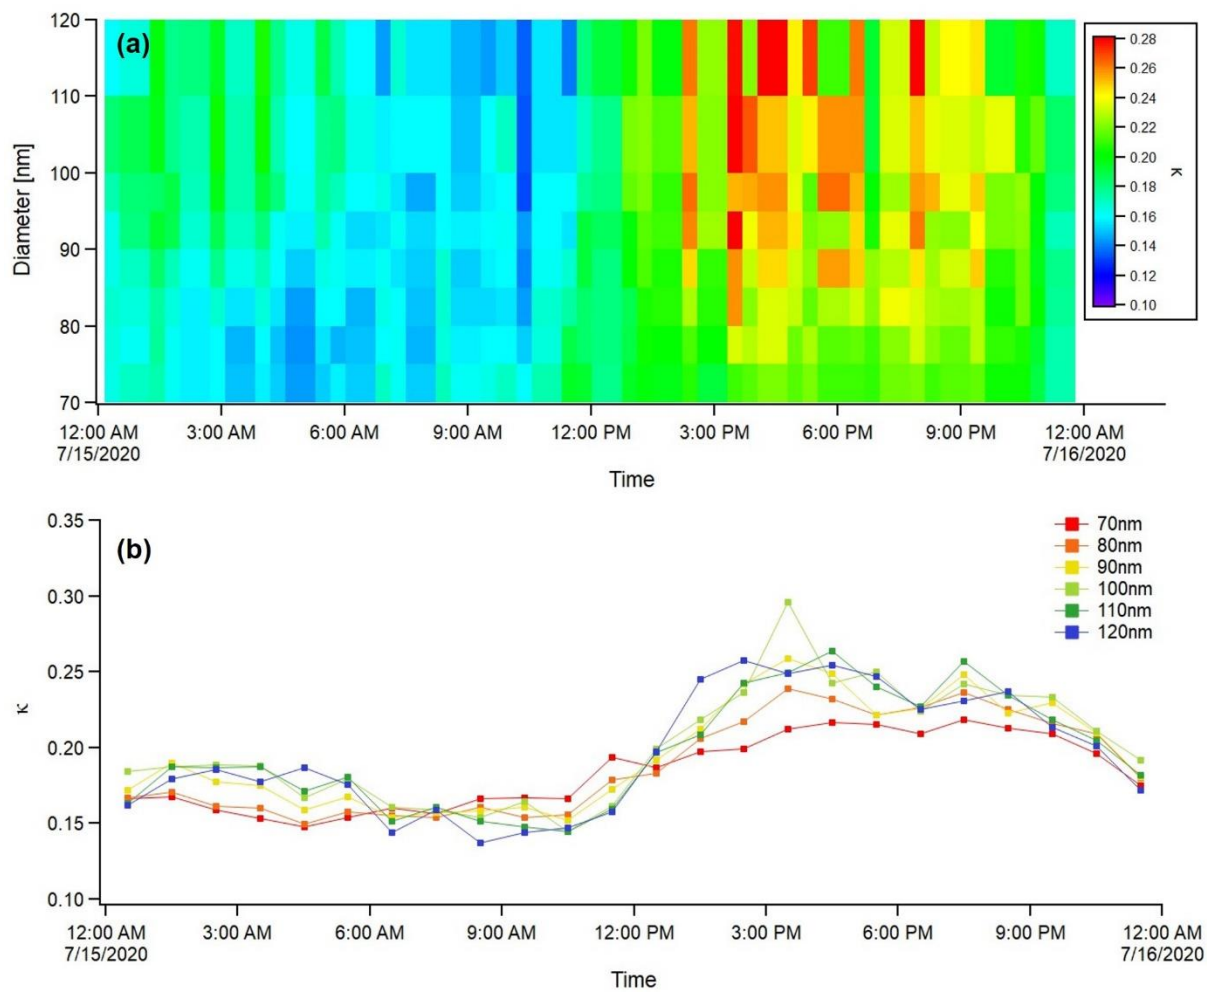 (a)
120
110
100
90
80
70
Diameter [nm]
12:00 AM
7/15/2020
3:00 AM
6:00 AM
9:00 AM
12:00 PM
3:00 PM
6:00 PM
9:00 PM
12:00 AM
7/16/2020
Time
0.28
0.26
0.24
0.22
0.20
0.18
0.16
0.14
0.12
0.10
κ
(b)
0.35
0.30
0.25
0.20
0.15
0.10
κ
70nm
80nm
90nm
100nm
110nm
120nm
12:00 AM
7/15/2020
3:00 AM
6:00 AM
9:00 AM
12:00 PM
3:00 PM
6:00 PM
9:00 PM
12:00 AM
7/16/2020
Time